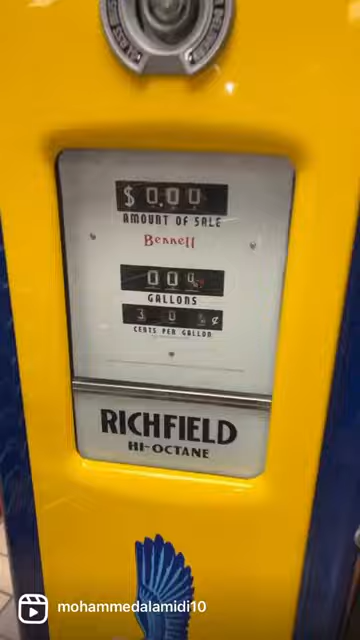 $ 0.00
AMOUNT OF SALE
Bennett
GALLONS
CENTS PER GALLON
RICHFIELD
HI-OCTANE
mohammedalamidi10